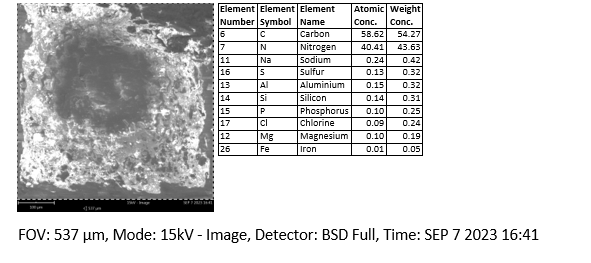 Element Number Element Symbol Element Name Atomic Conc. Weight Conc.
6 C Carbon 58.62 54.27
7 N Nitrogen 40.41 43.63
11 Na Sodium 0.24 0.42
16 S Sulfur 0.13 0.32
13 Al Aluminium 0.15 0.32
14 Si Silicon 0.14 0.31
15 P Phosphorus 0.10 0.25
17 Cl Chlorine 0.09 0.24
12 Mg Magnesium 0.10 0.19
26 Fe Iron 0.01 0.05
SEP 7 2023 16:41
FOV: 537 µm, Mode: 15kV - Image, Detector: BSD Full, Time: SEP 7 2023 16:41